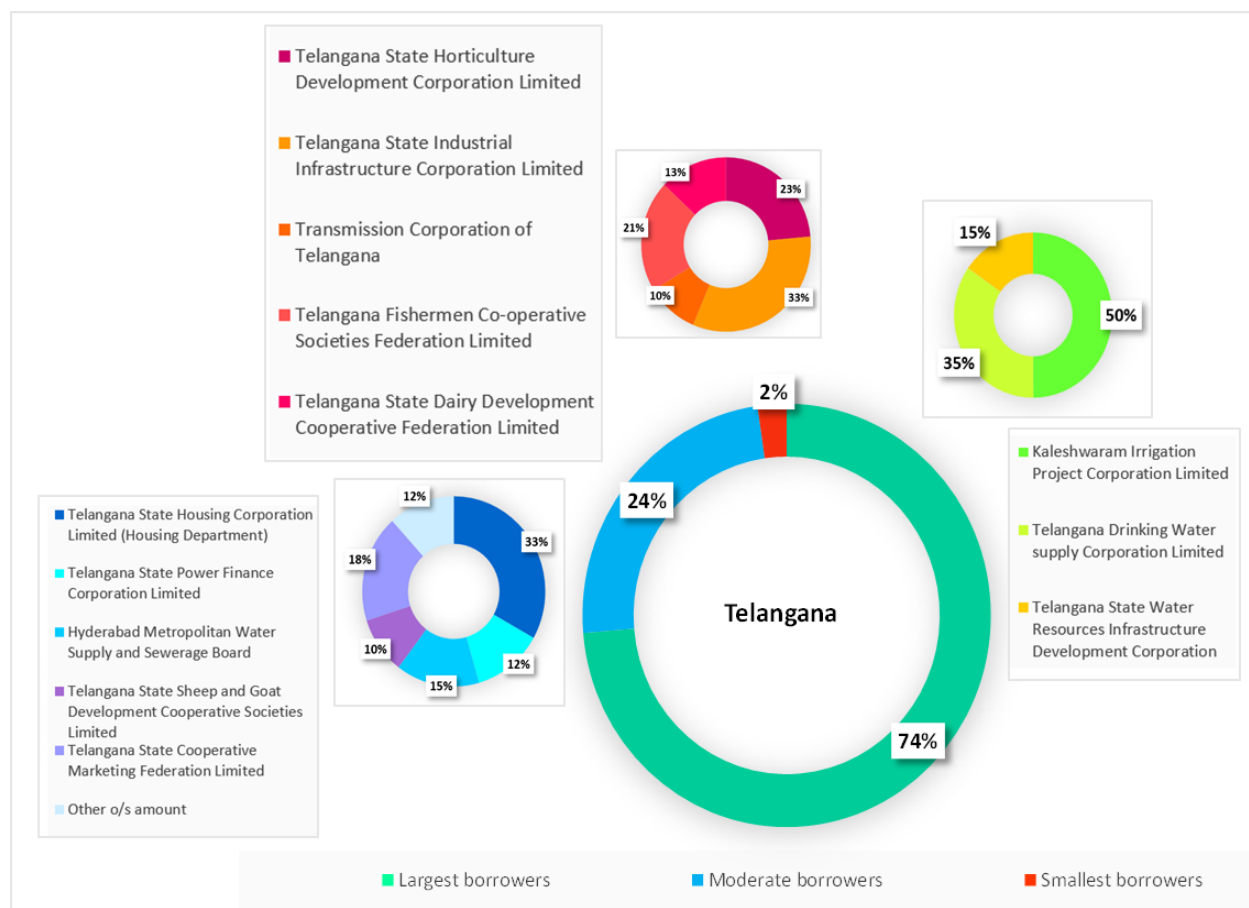 Telangana State Horticulture
Development Corporation Limited
Telangana State Industrial
Infrastructure Corporation Limited
Transmission Corporation of
Telangana
Telangana Fishermen Co-operative
Societies Federation Limited
Telangana State Dairy Development
Cooperative Federation Limited
13%
23%
21%
10%
33%
15%
50%
35%
Kaleshwaram Irrigation
Project Corporation Limited
Telangana Drinking Water
supply Corporation Limited
Telangana State Water
Resources Infrastructure
Development Corporation
Telangana State Housing Corporation
Limited (Housing Department)
Telangana State Power Finance
Corporation Limited
Hyderabad Metropolitan Water
Supply and Sewerage Board
Telangana State Sheep and Goat
Development Cooperative Societies
Limited
Telangana State Cooperative
Marketing Federation Limited
Other o/s amount
12%
33%
18%
10%
15%
12%
2%
24%
Telangana
74%
Largest borrowers
Moderate borrowers
Smallest borrowers